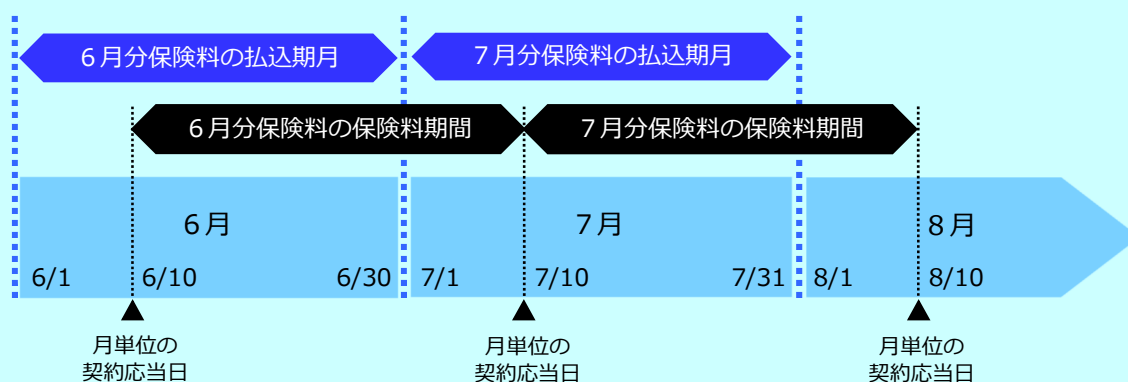 ６月分保険料の払込期月
７月分保険料の払込期月
６月分保険料の保険料期間
７月分保険料の保険料期間
６月
７月
８月
6/1
6/10
6/30
7/1
7/10
7/31
8/1
8/10
月単位の
契約応当日
月単位の
契約応当日
月単位の
契約応当日